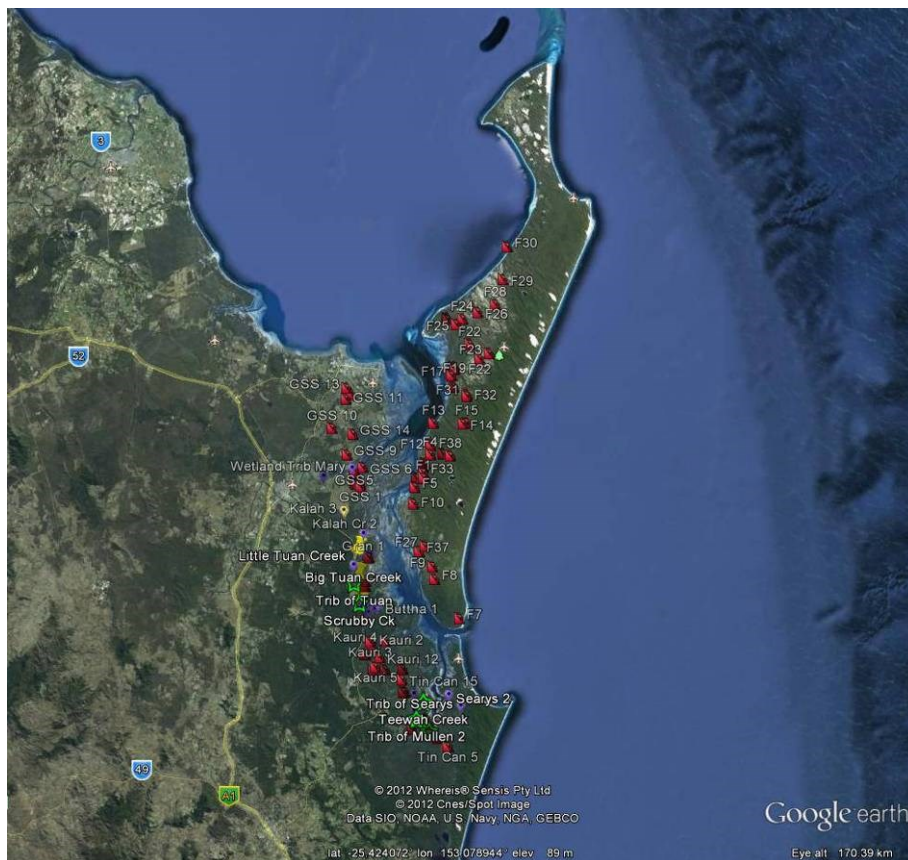 3
F30
F29
F28
F24
F26
F25
F22
52
F23
F22
F19
F17
GSS 13
F31
F32
GSS 11
F15
F13
F14
GSS 10
GSS 14
F12
F4
F38
GSS 9
Wetland Trib Mary
GSS 6
F1
F33
GSS5
F5
GSS 1
F10
Kalah 3
Kalah Cr 2
Gran 1
F27
F37
Little Tuan Creek
F9
Big Tuan Creek
F8
Trib of Tuan
Buttha 1
F7
Scrubby Ck
Kauri 4
Kauri 2
Kauri 3
Kauri 12
Kauri 5
Tin Can 15
Trib of Searys
Searys 2
Teewah Creek
Trib of Mullen 2
Tin Can 5
49
A1
© 2012 Whereis® Sensis Pty Ltd
© 2012 Cnes/Spot Image
Data SIO, NOAA, U.S. Navy, NGA, GEBCO
Google earth
lat -25.424072° lon 153.078944° elev 89 m
Eye alt 170.39 km